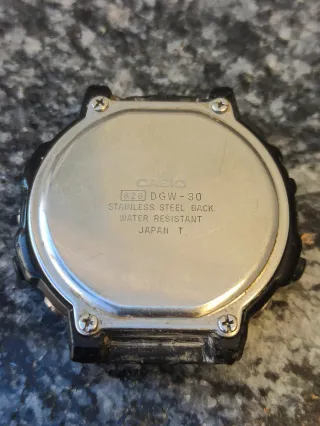 CASIO
828 DGW-30
STAINLESS STEEL BACK
WATER RESISTANT
JAPAN T